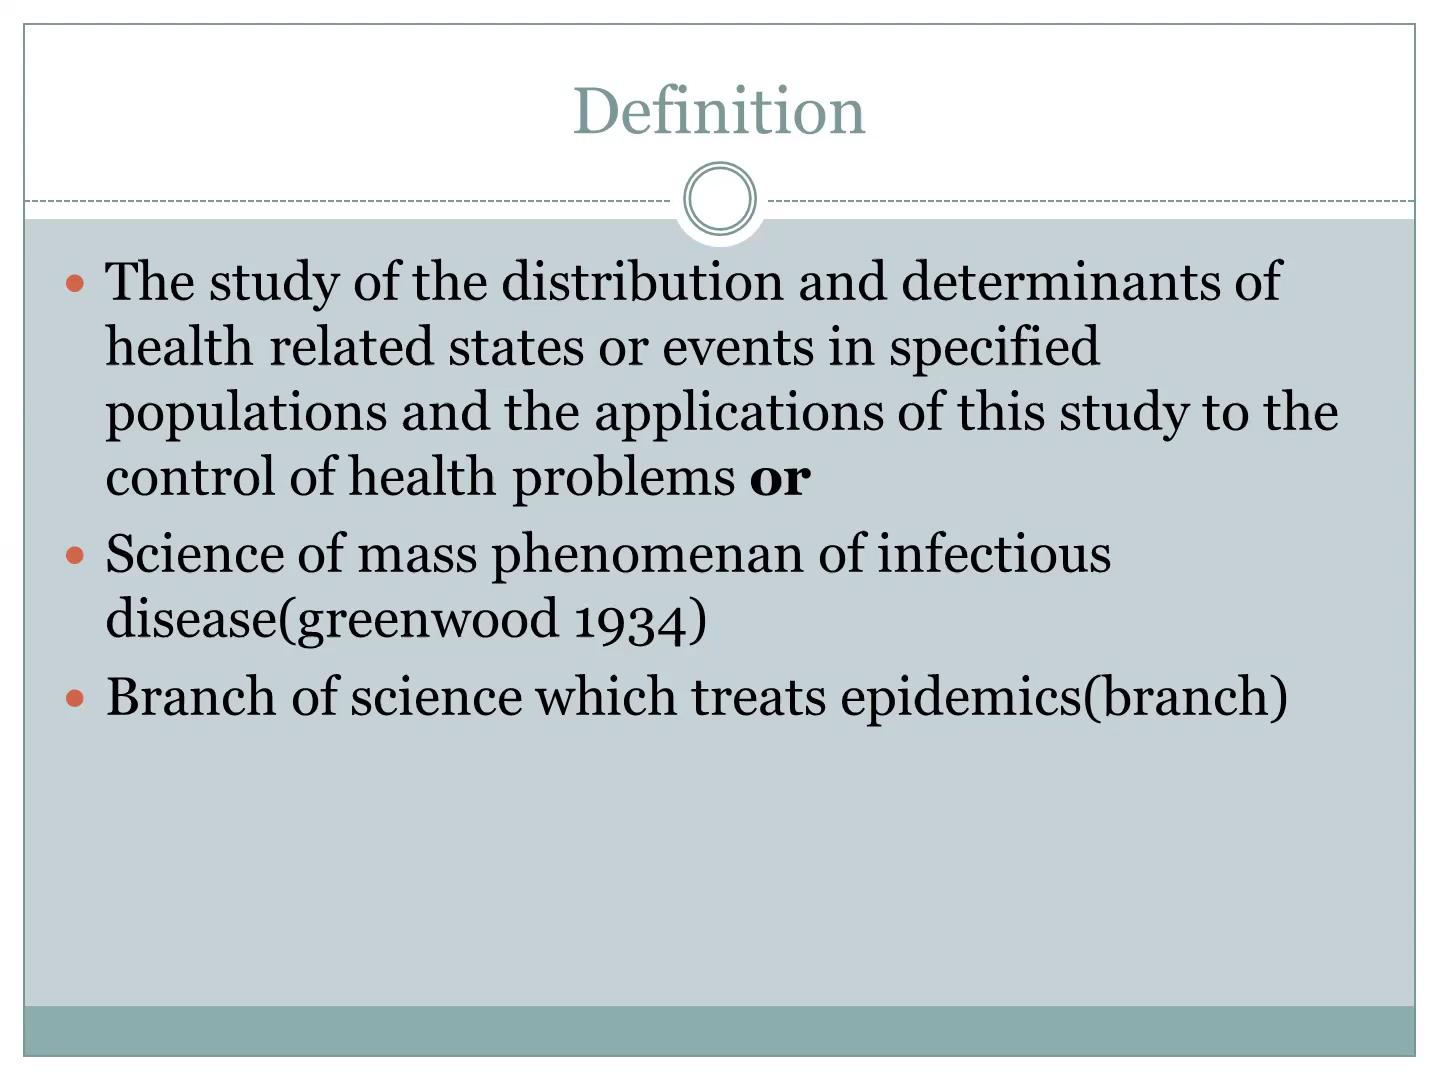 Definition
• The study of the distribution and determinants of
health related states or events in specified
populations and the applications of this study to the
control of health problems or
• Science of mass phenomenan of infectious
disease(greenwood 1934)
• Branch of science which treats epidemics(branch)